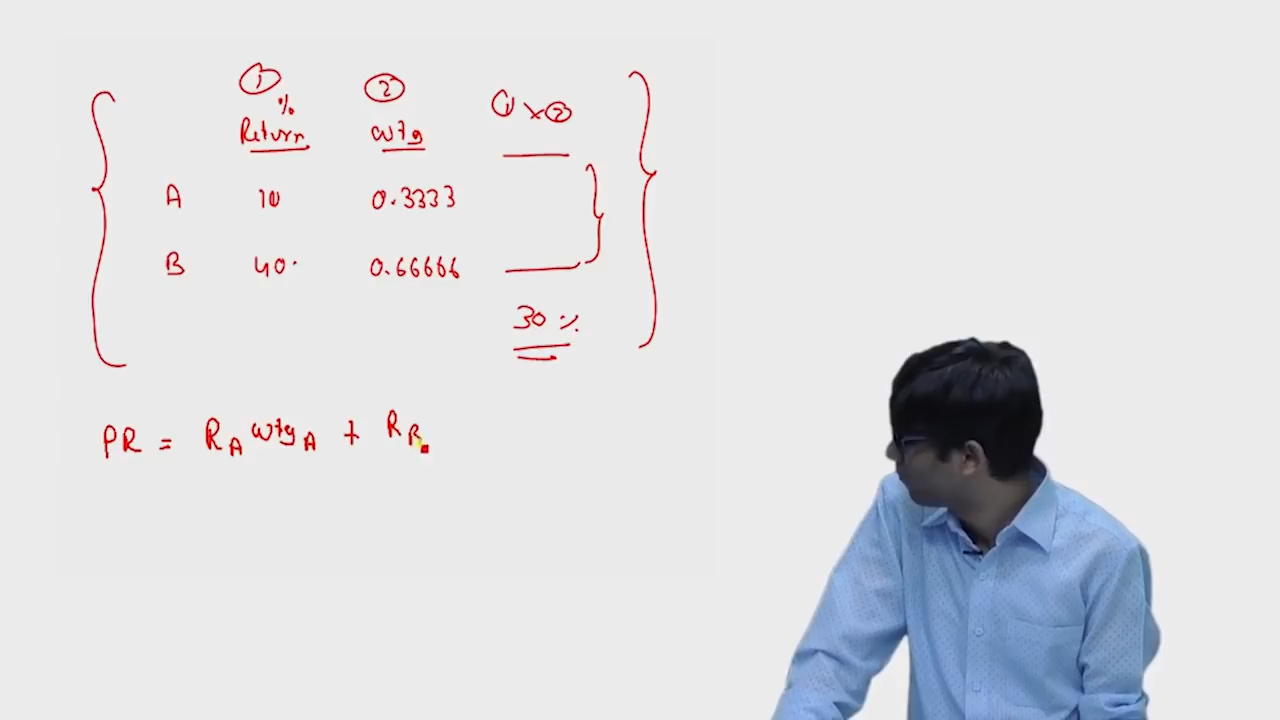 ① ② ① × ②
% 
Return wtg
A 10 0.3333
B 40. 0.66666
30 %
PR = R_A wtg_A + R_B